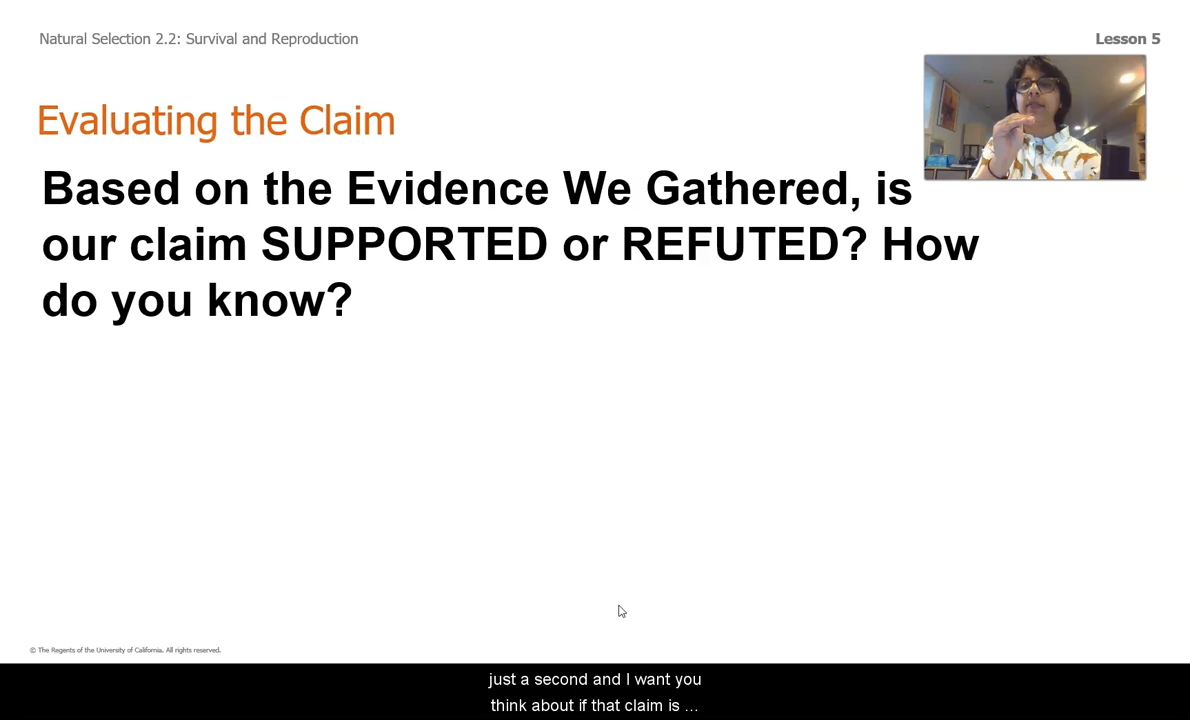 Natural Selection 2.2: Survival and Reproduction
Lesson 5
Evaluating the Claim
Based on the Evidence We Gathered, is
our claim SUPPORTED or REFUTED? How
do you know?
© The Regents of the University of California. All rights reserved.
just a second and I want you
think about if that claim is ...